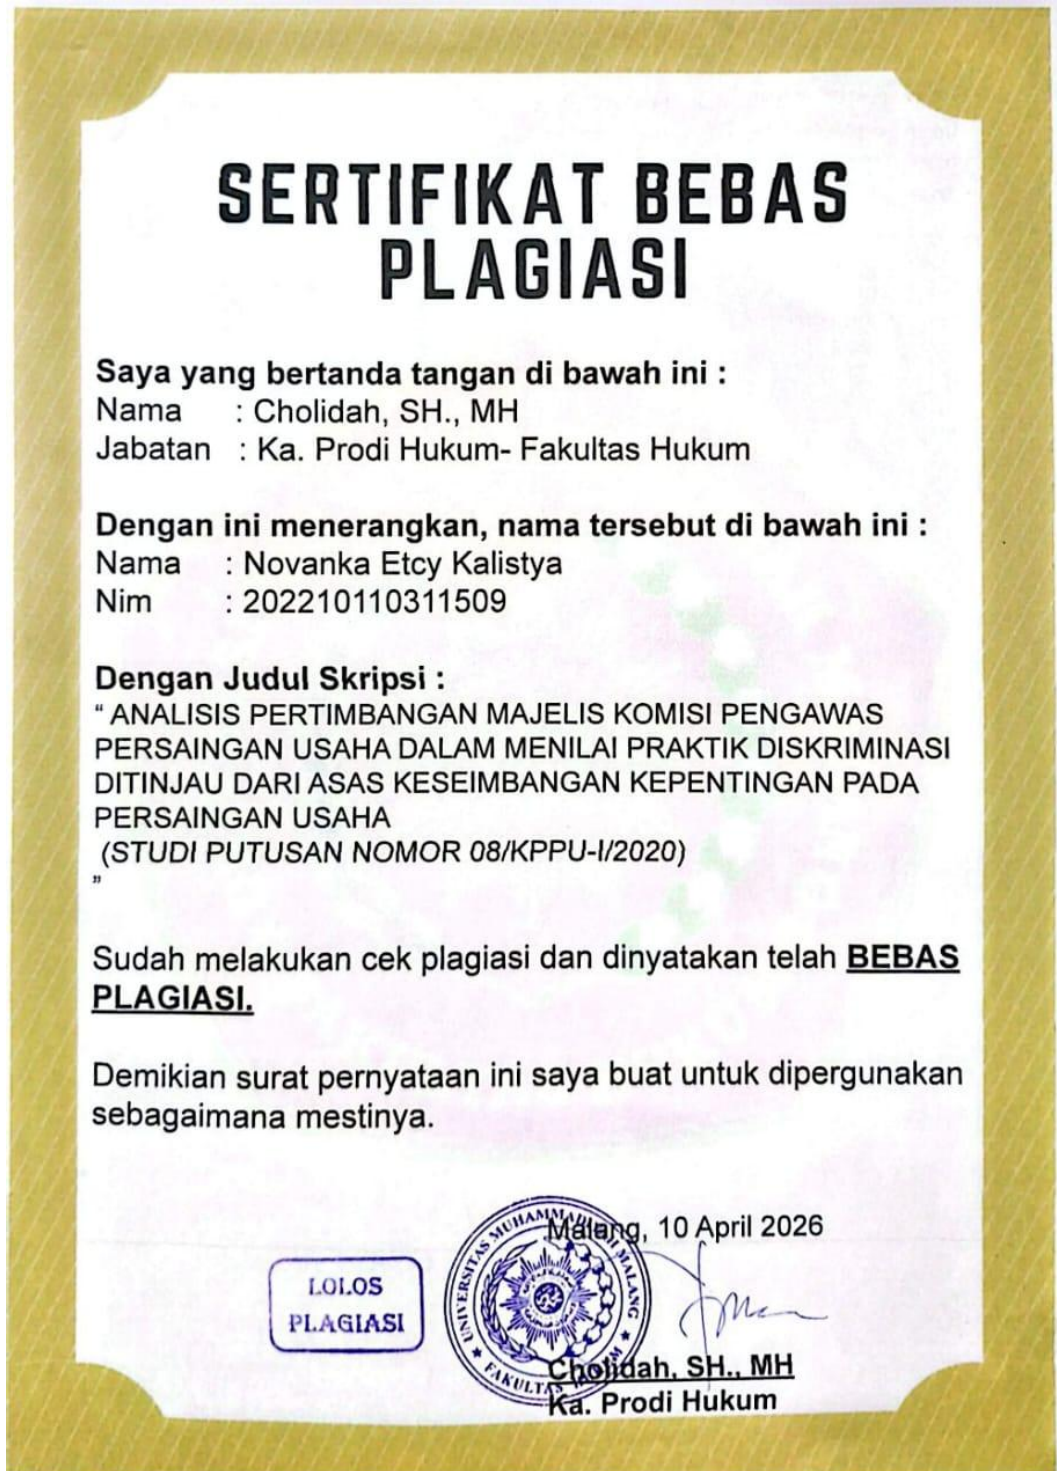 SERTIFIKAT BEBAS
PLAGIASI
Saya yang bertanda tangan di bawah ini :
Nama : Cholidah, SH., MH
Jabatan : Ka. Prodi Hukum- Fakultas Hukum
Dengan ini menerangkan, nama tersebut di bawah ini :
Nama : Novanka Etcy Kalistya
Nim : 202210110311509
Dengan Judul Skripsi :
“ ANALISIS PERTIMBANGAN MAJELIS KOMISI PENGAWAS
PERSAINGAN USAHA DALAM MENILAI PRAKTIK DISKRIMINASI
DITINJAU DARI ASAS KESEIMBANGAN KEPENTINGAN PADA
PERSAINGAN USAHA
(STUDI PUTUSAN NOMOR 08/KPPU-I/2020)
”
Sudah melakukan cek plagiasi dan dinyatakan telah BEBAS
PLAGIASI.
Demikian surat pernyataan ini saya buat untuk dipergunakan
sebagaimana mestinya.
Malang, 10 April 2026
LOLOS
PLAGIASI
UNIVERSITAS MUHAMMADIYAH MALANG
FAKULTAS HUKUM
Cholidah, SH., MH
Ka. Prodi Hukum